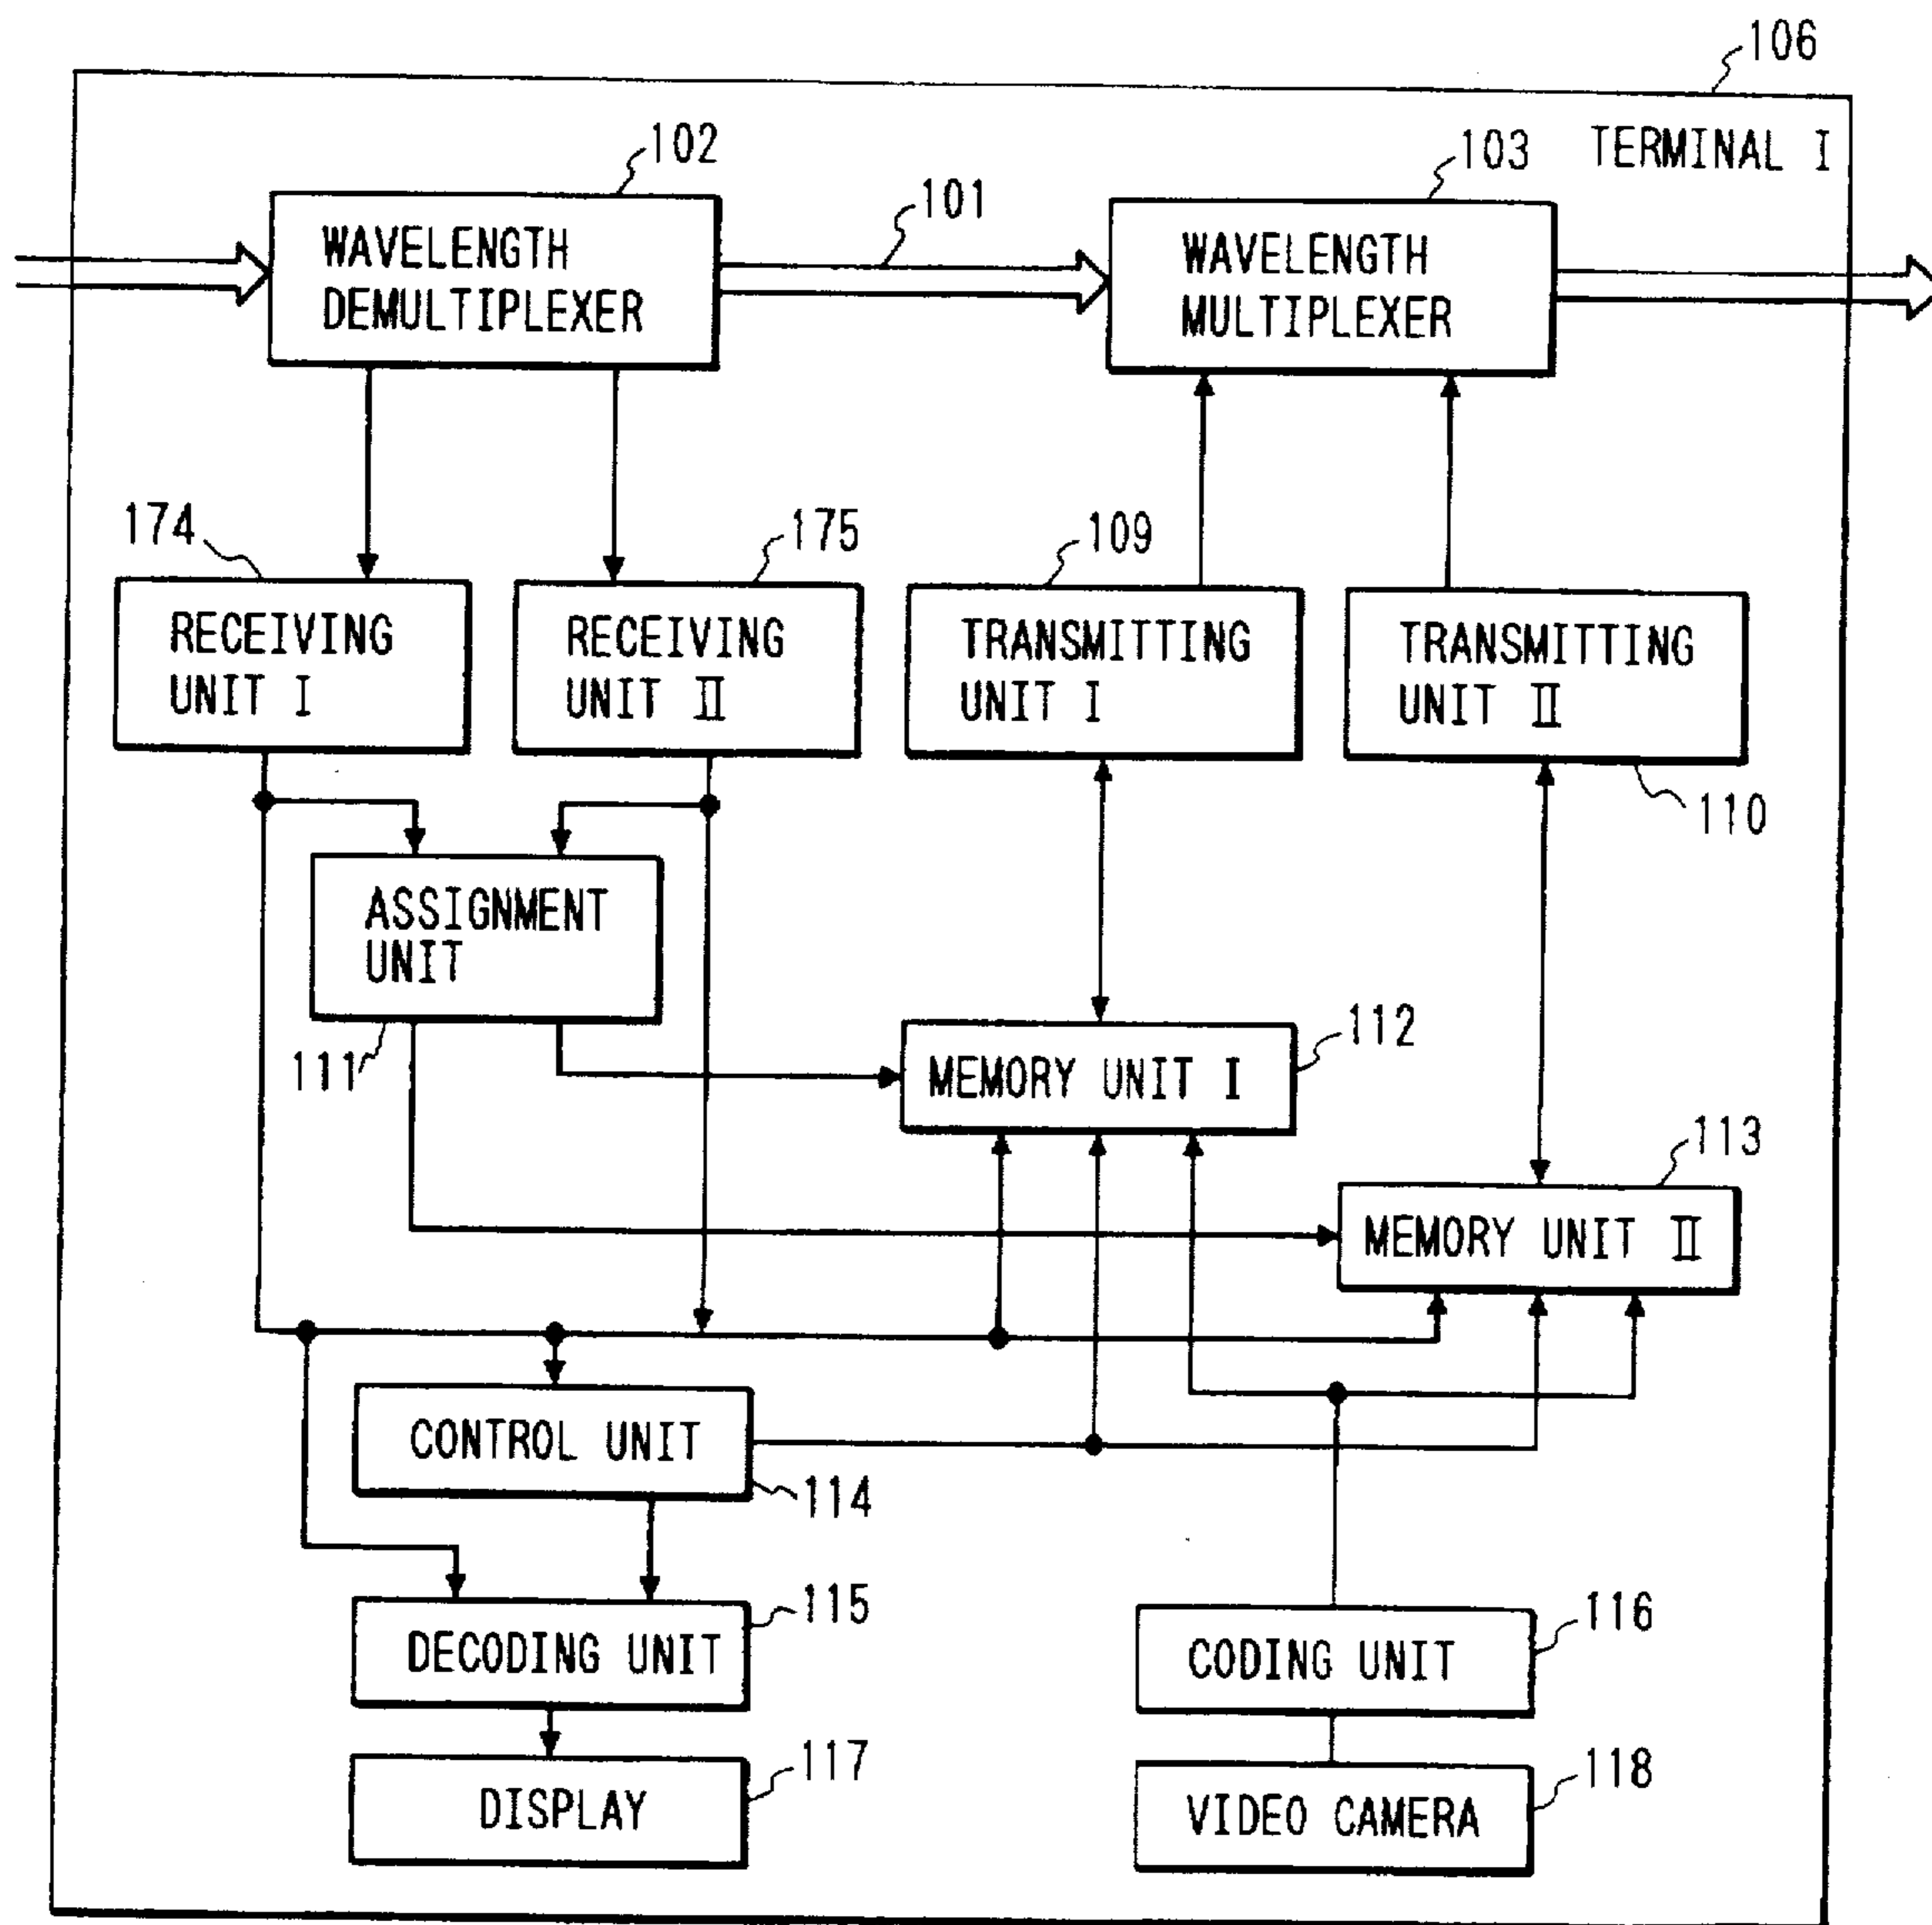 106
TERMINAL I
102
101
103
WAVELENGTH
DEMULTIPLEXER
WAVELENGTH
MULTIPLEXER
174
175
109
RECEIVING
UNIT I
RECEIVING
UNIT II
TRANSMITTING
UNIT I
TRANSMITTING
UNIT II
110
ASSIGNMENT
UNIT
111
112
MEMORY UNIT I
113
MEMORY UNIT II
CONTROL UNIT
114
115
DECODING UNIT
116
CODING UNIT
117
DISPLAY
118
VIDEO CAMERA